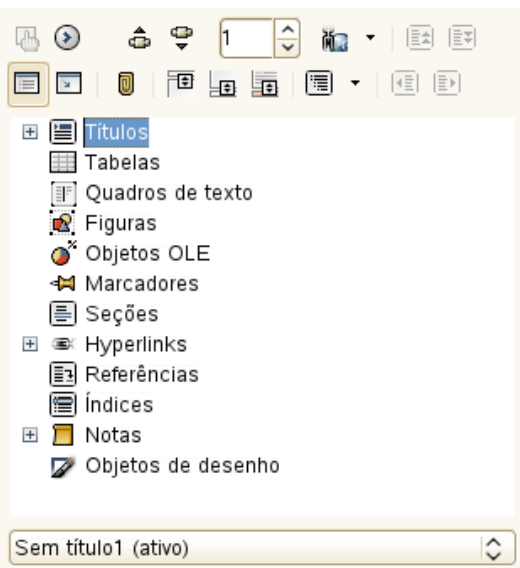 1
Títulos
Tabelas
Quadros de texto
Figuras
Objetos OLE
Marcadores
Seções
Hyperlinks
Referências
Índices
Notas
Objetos de desenho
Sem título1 (ativo)